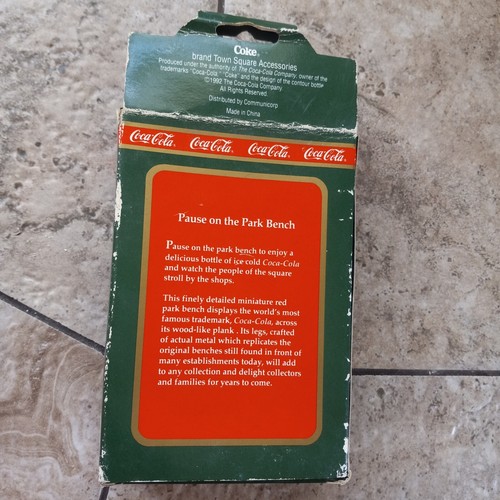 Coke®
brand Town Square Accessories
Produced under the authority of The Coca-Cola Company, owner of the
trademarks "Coca-Cola," "Coke" and the design of the contour bottle
©1992 The Coca-Cola Company
All Rights Reserved.
Distributed by Communicorp
Made in China
Coca-Cola® Coca-Cola® Coca-Cola® Coca-Cola®
Pause on the Park Bench
Pause on the park bench to enjoy a
delicious bottle of ice cold Coca-Cola
and watch the people of the square
stroll by the shops.
This finely detailed miniature red
park bench displays the world's most
famous trademark, Coca-Cola, across
its wood-like plank . Its legs, crafted
of actual metal which replicates the
original benches still found in front of
many establishments today, will add
to any collection and delight collectors
and families for years to come.